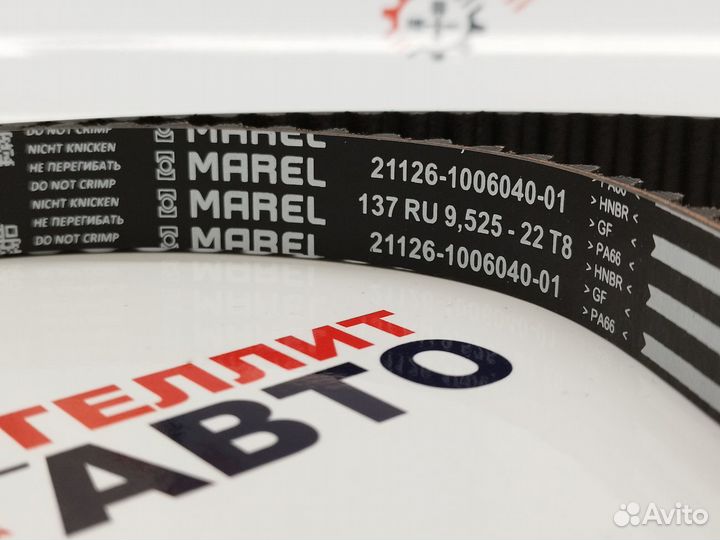 DO NOT CRIMP
NICHT KNICKEN
НЕ ПЕРЕГИБАТЬ
DO NOT CRIMP
NICHT KNICKEN
НЕ ПЕРЕГИБАТЬ
DO NOT CRIMP
MAREL
MAREL
MAREL
MAREL
21126-1006040-01
137 RU 9,525 - 22 T8
21126-1006040-01
>PA66<
>HNBR<
>GF<
>PA66<
>HNBR<
>GF<
>PA66<
ТЕЛЛИТ
АВТО
Avito